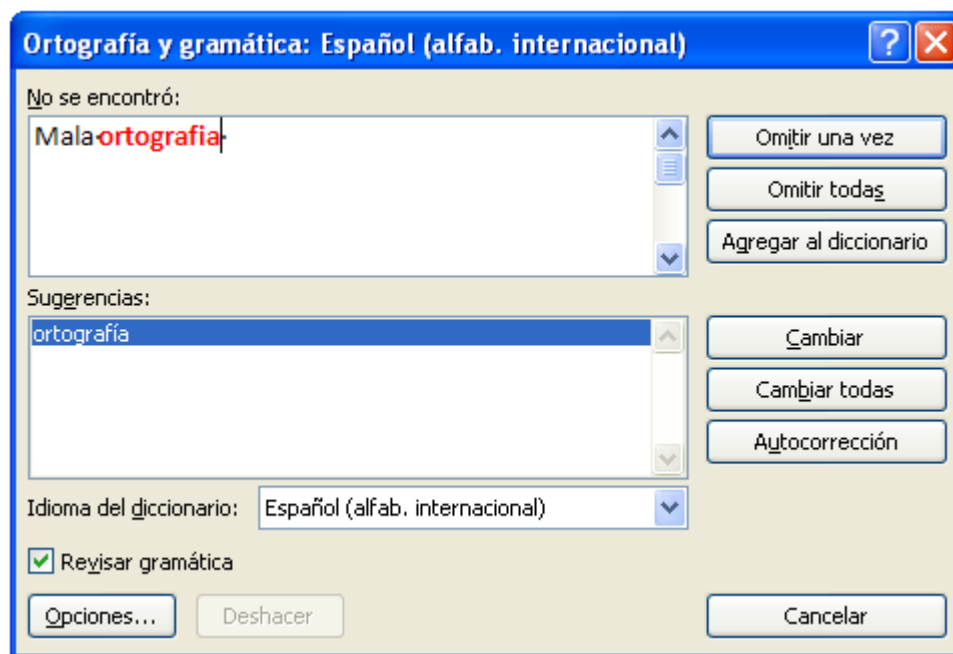 Ortografía y gramática: Español (alfab. internacional)
No se encontró:
Mala·ortografia·
Omitir una vez
Omitir todas
Agregar al diccionario
Sugerencias:
ortografía
Cambiar
Cambiar todas
Autocorrección
Idioma del diccionario: Español (alfab. internacional)
Revisar gramática
Opciones... Deshacer Cancelar